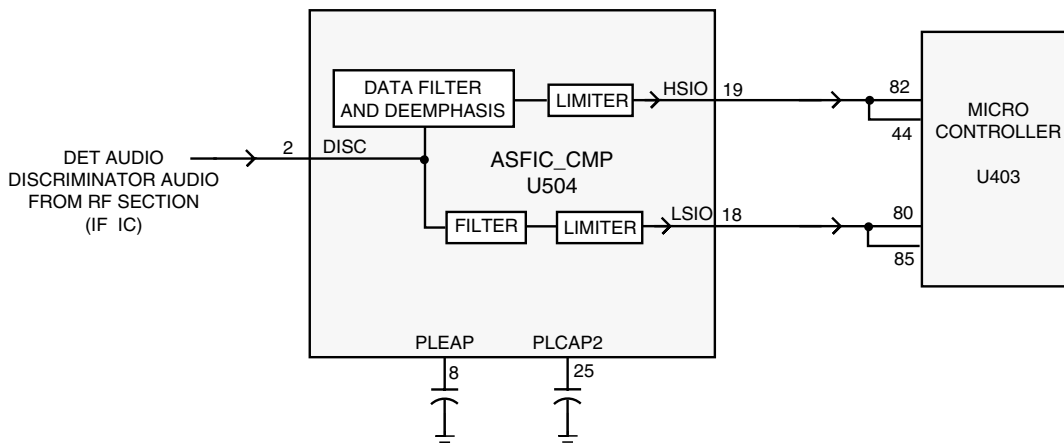 DATA FILTER
AND DEEMPHASIS
LIMITER
HSIO
19
82
44
MICRO
CONTROLLER
U403
2
DISC
DET AUDIO
DISCRIMINATOR AUDIO
FROM RF SECTION
(IF IC)
ASFIC_CMP
U504
FILTER
LIMITER
LSIO
18
80
85
PLEAP
PLCAP2
8
25